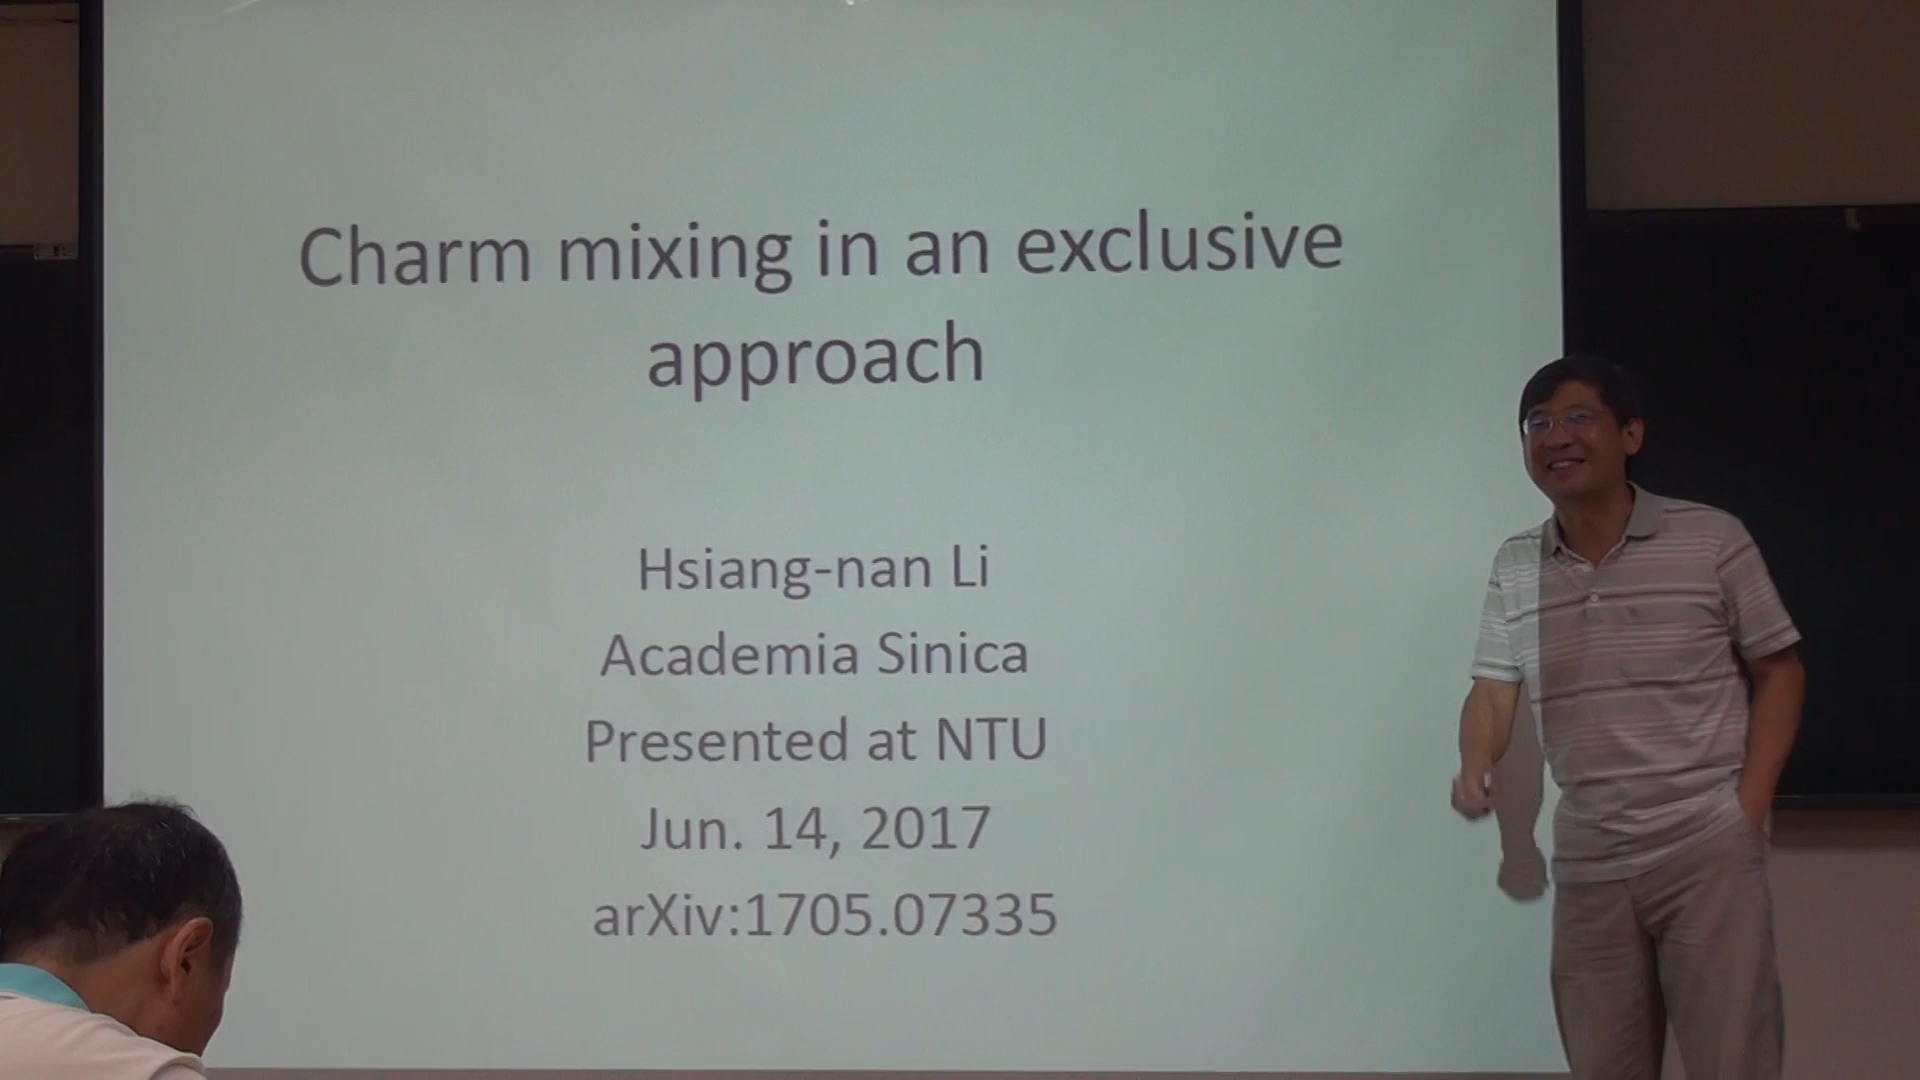 Charm mixing in an exclusive
approach
Hsiang-nan Li
Academia Sinica
Presented at NTU
Jun. 14, 2017
arXiv:1705.07335